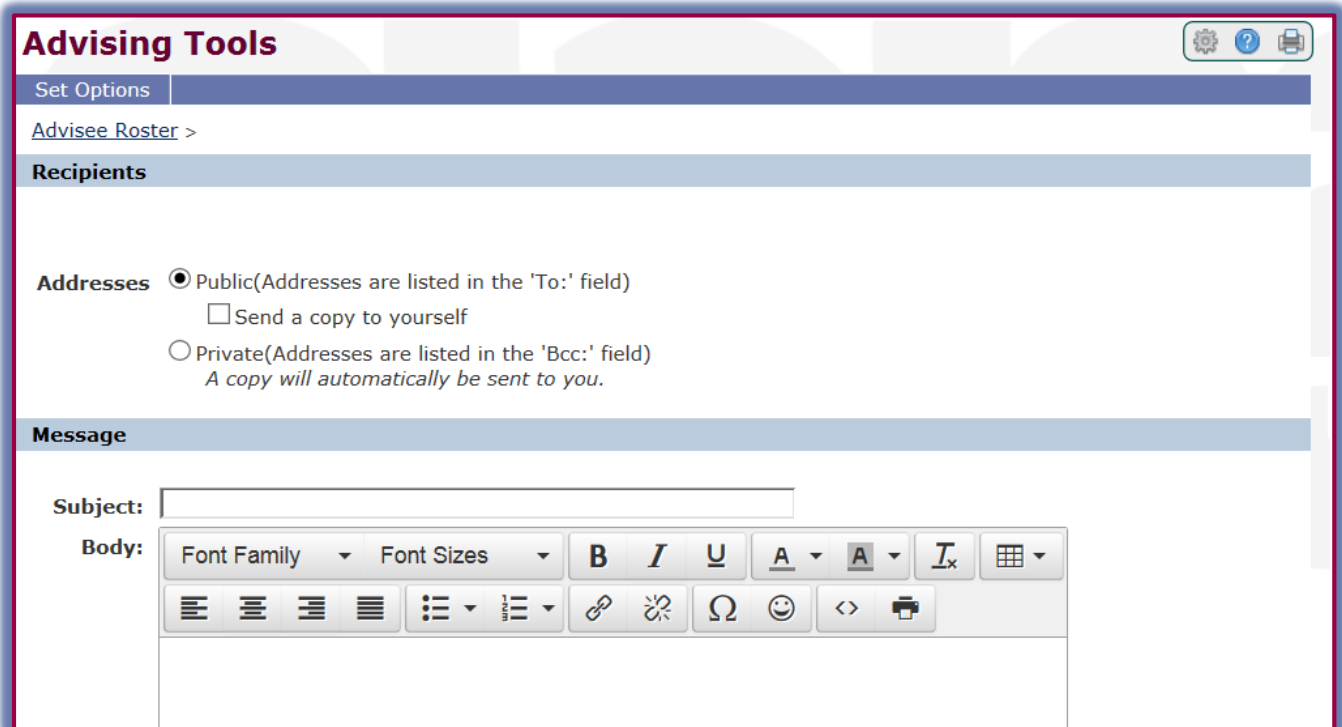 Advising Tools
Set Options
Advisee Roster >
Recipients
Addresses Public(Addresses are listed in the 'To:' field)
Send a copy to yourself
Private(Addresses are listed in the 'Bcc:' field)
A copy will automatically be sent to you.
Message
Subject:
Body: Font Family Font Sizes B I U A A